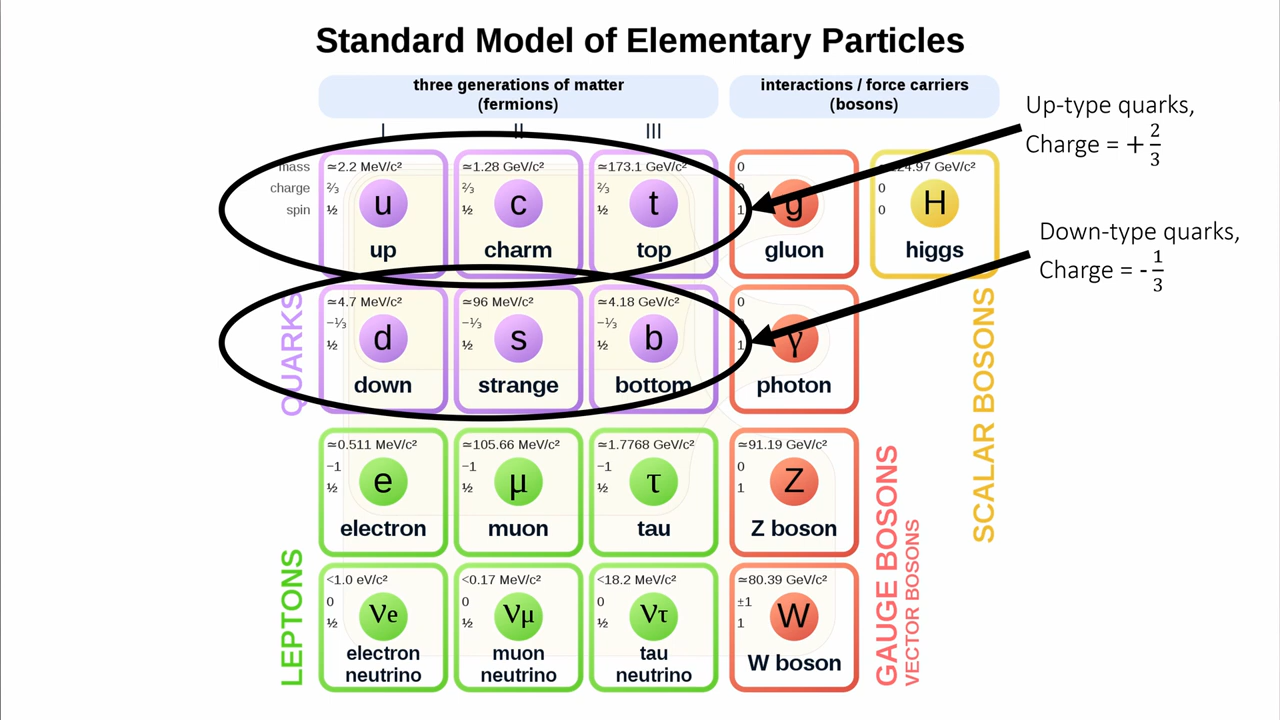 Standard Model of Elementary Particles
three generations of matter
(fermions)
interactions / force carriers
(bosons)
I II III
mass ≃2.2 MeV/c² ≃1.28 GeV/c² ≃173.1 GeV/c² 0 24.97 GeV/c²
charge ⅔ ⅔ ⅔ 0
spin ½ ½ ½ 1 0
u c t g H
up charm top gluon higgs
Up-type quarks,
Charge = + 2/3
Down-type quarks,
Charge = - 1/3
QUARKS
≃4.7 MeV/c² ≃96 MeV/c² ≃4.18 GeV/c² 0
−⅓ −⅓ −⅓
½ ½ ½ 1
d s b γ
down strange bottom photon
SCALAR BOSONS
≃0.511 MeV/c² ≃105.66 MeV/c² ≃1.7768 GeV/c² ≃91.19 GeV/c²
−1 −1 −1 0
½ ½ ½ 1
e μ τ Z
electron muon tau Z boson
LEPTONS
<1.0 eV/c² <0.17 MeV/c² <18.2 MeV/c² ≃80.39 GeV/c²
0 0 0 ±1
½ ½ ½ 1
νe νμ ντ W
electron
neutrino
muon
neutrino
tau
neutrino
W boson
GAUGE BOSONS
VECTOR BOSONS